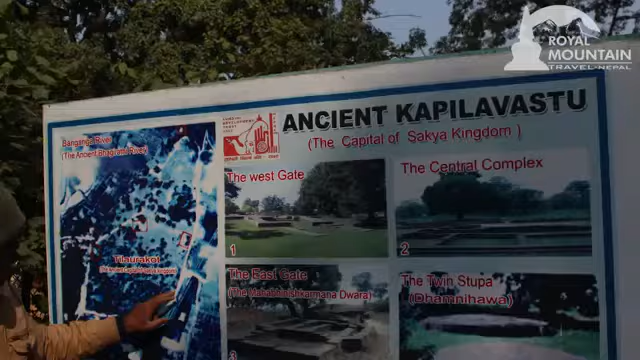 ROYAL
MOUNTAIN
TRAVEL-NEPAL
ANCIENT KAPILAVASTU
(The Capital of Sakya Kingdom )
Banganga River
(The Ancient Bhagirathi River)
Tilaurakot
The west Gate
1
The Central Complex
2
The East Gate
(The Mahabhiniskramana Dwara)
3
The Twin Stupa
(Dhamnihawa)